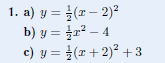 1. a) y = ½(x − 2)²
b) y = ½x² − 4
c) y = ½(x + 2)² + 3